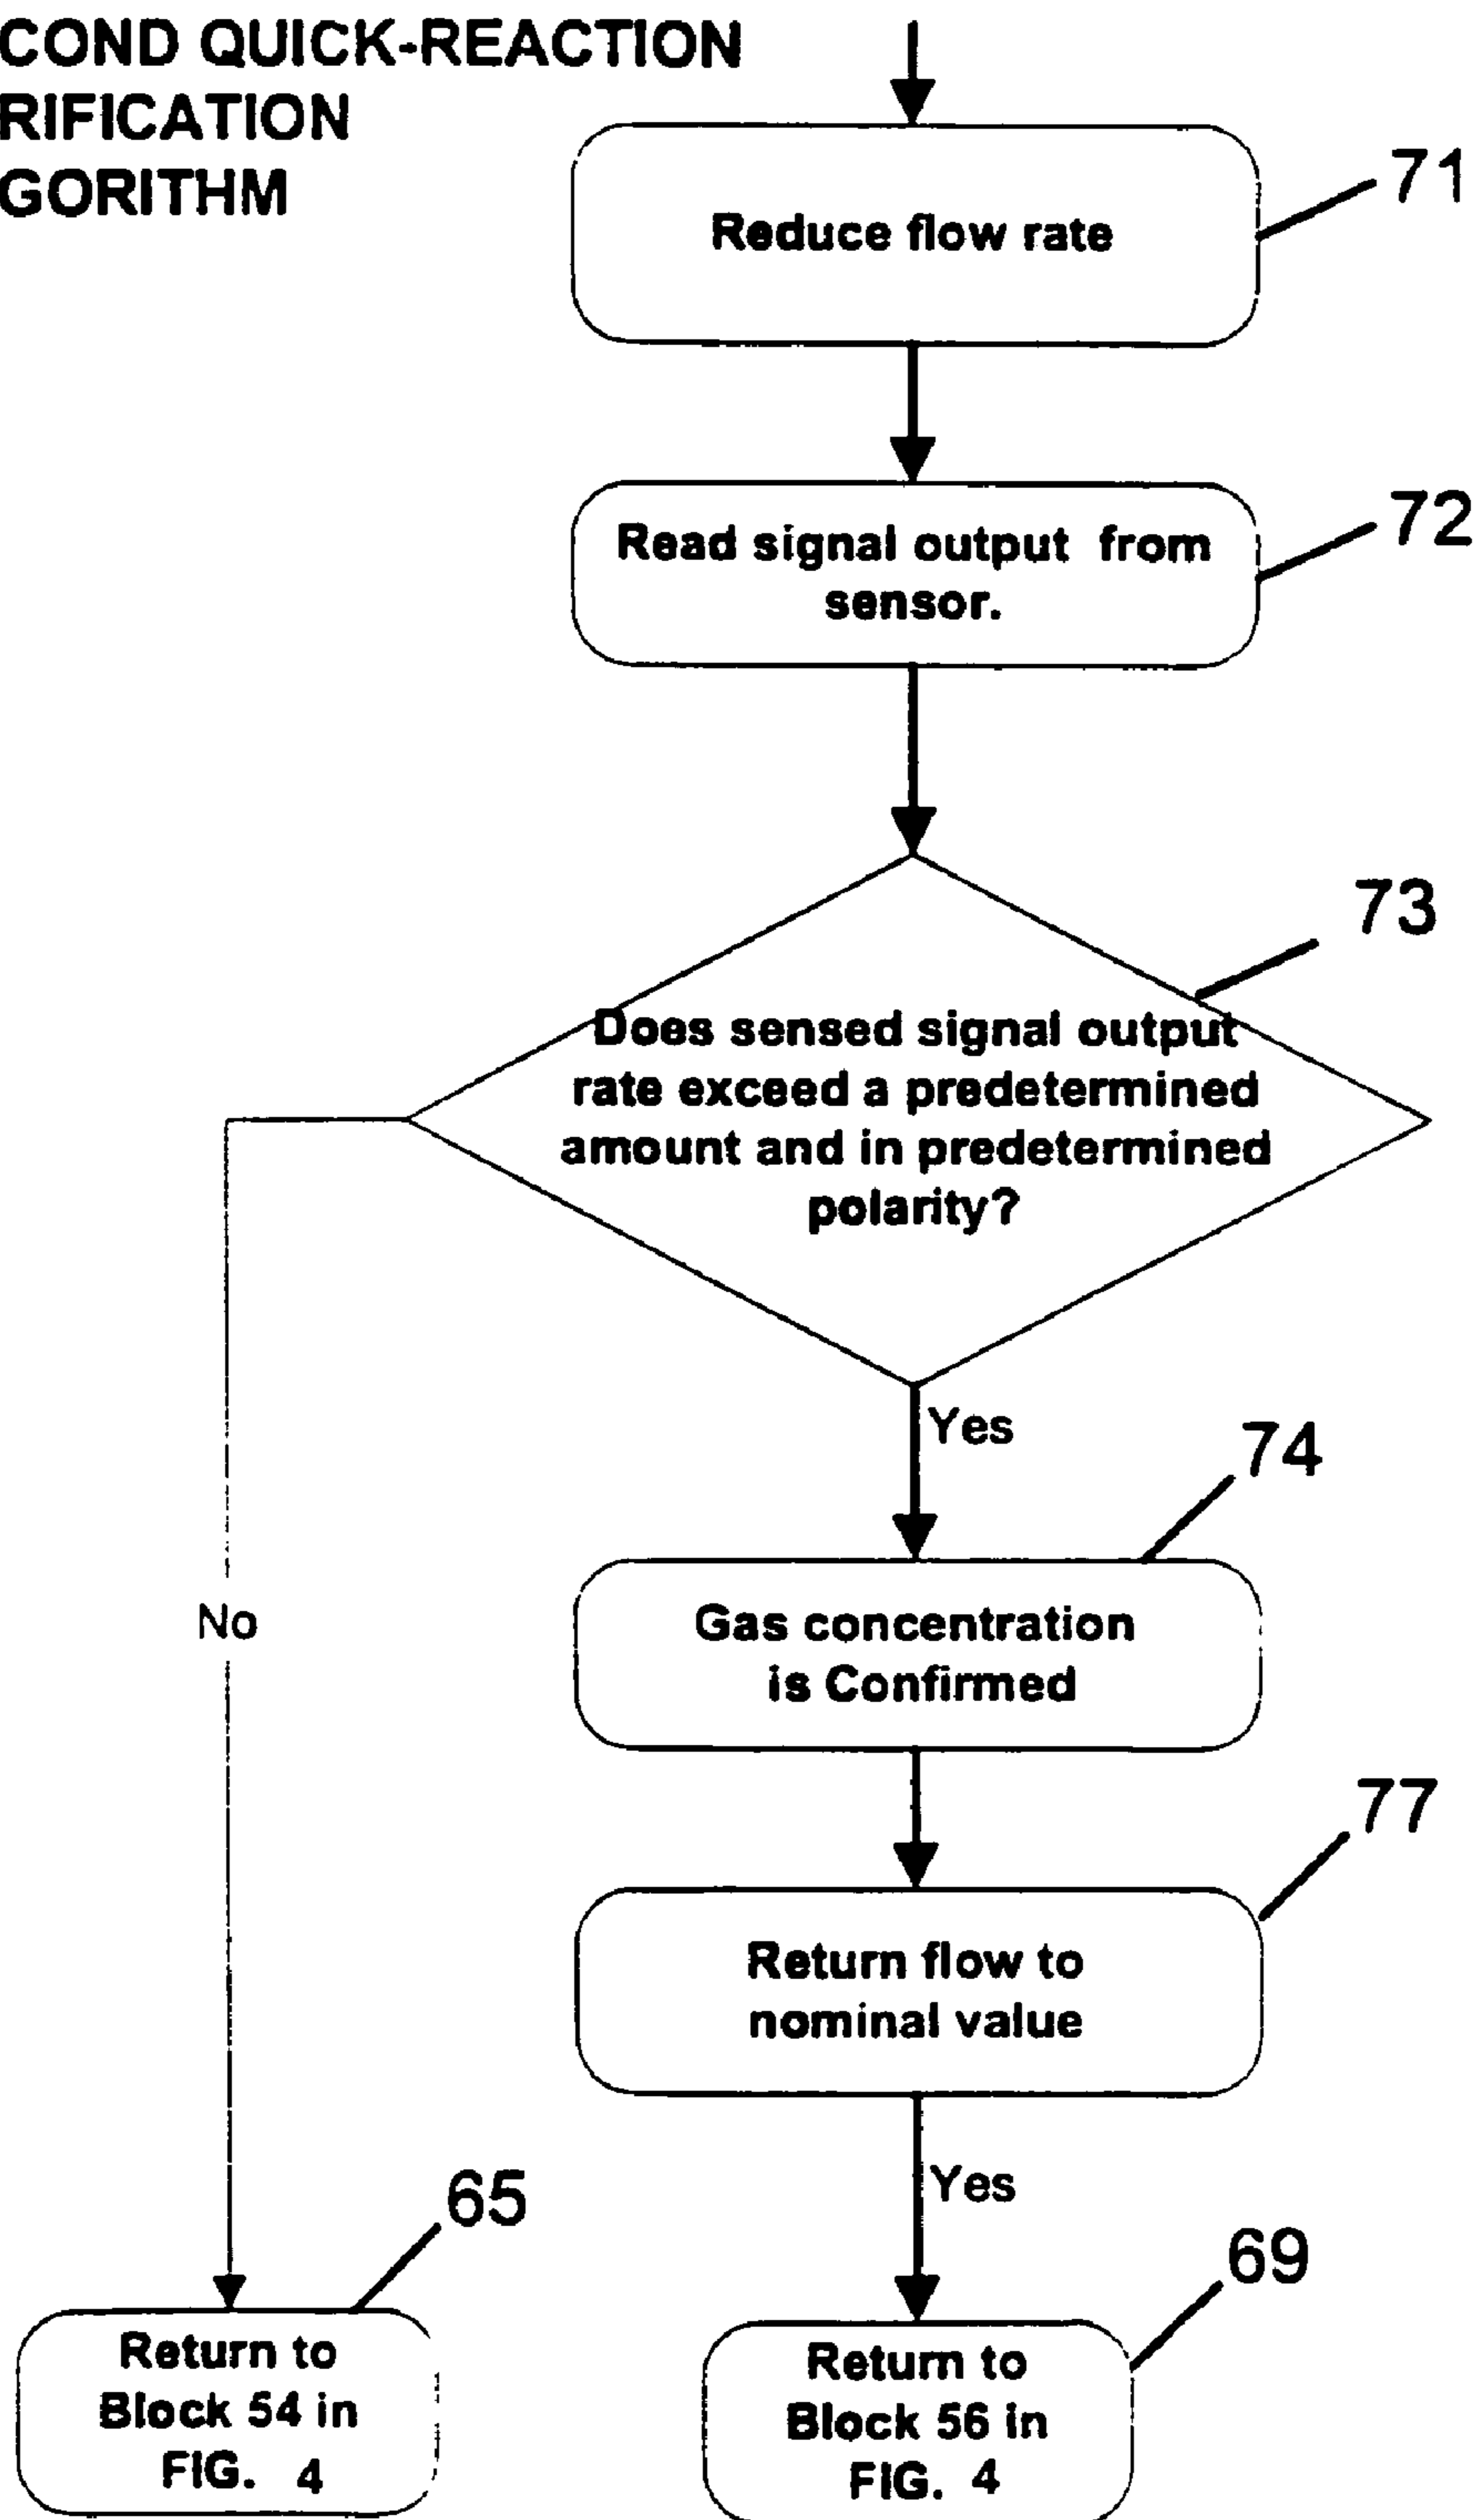 COND QUICK-REACTION
RIFICATION
GORITHM
71
Reduce flow rate
72
Read signal output from
sensor.
73
Does sensed signal output
rate exceed a predetermined
amount and in predetermined
polarity?
Yes
74
Gas concentration
is Confirmed
No
77
Return flow to
nominal value
Yes
65
Return to
Block 54 in
FIG. 4
69
Return to
Block 56 in
FIG. 4